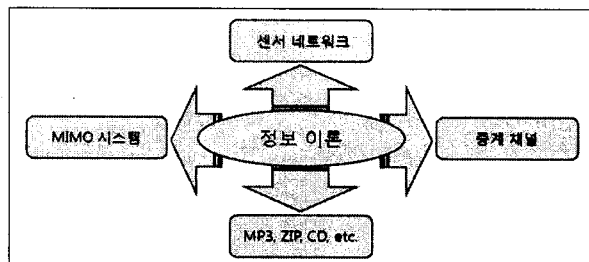 센서 네트워크
MIMO 시스템
정보 이론
중계 채널
MP3, ZIP, CD, etc.